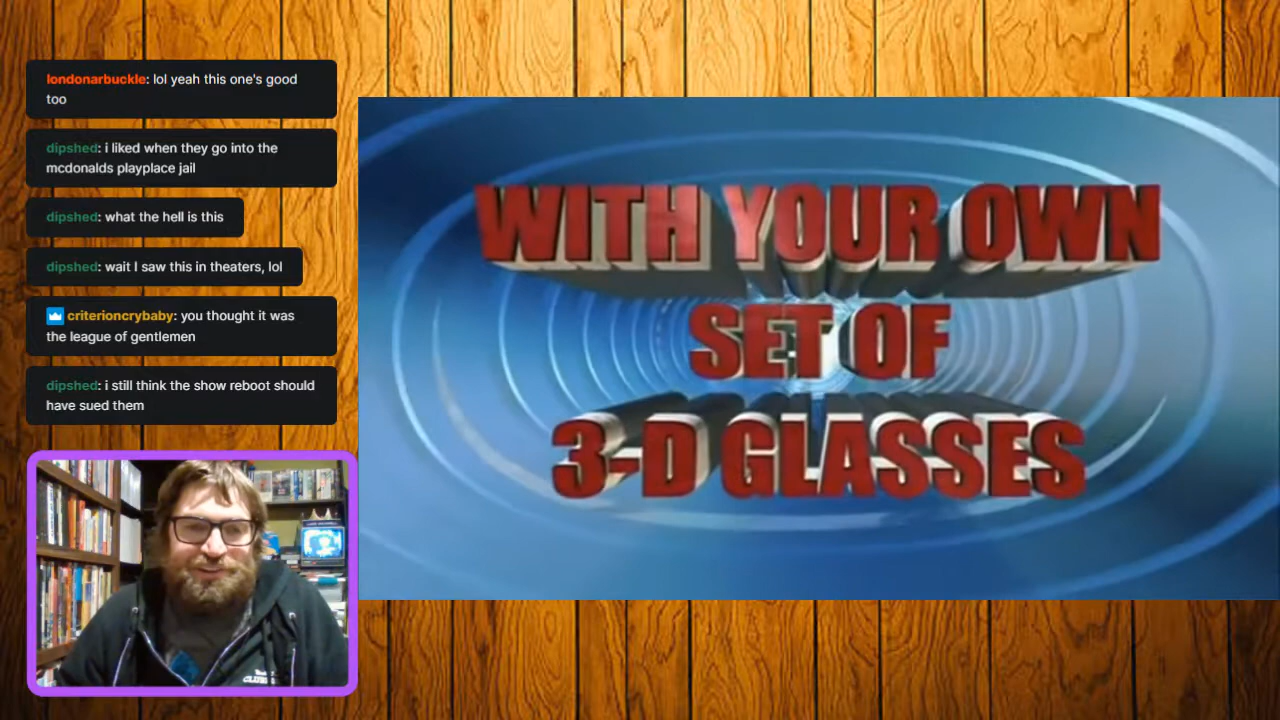 londonarbuckle: lol yeah this one's good
too
dipshed: i liked when they go into the
mcdonalds playplace jail
dipshed: what the hell is this
dipshed: wait I saw this in theaters, lol
criterioncrybaby: you thought it was
the league of gentlemen
dipshed: i still think the show reboot should
have sued them
WITH YOUR OWN
SET OF
3-D GLASSES